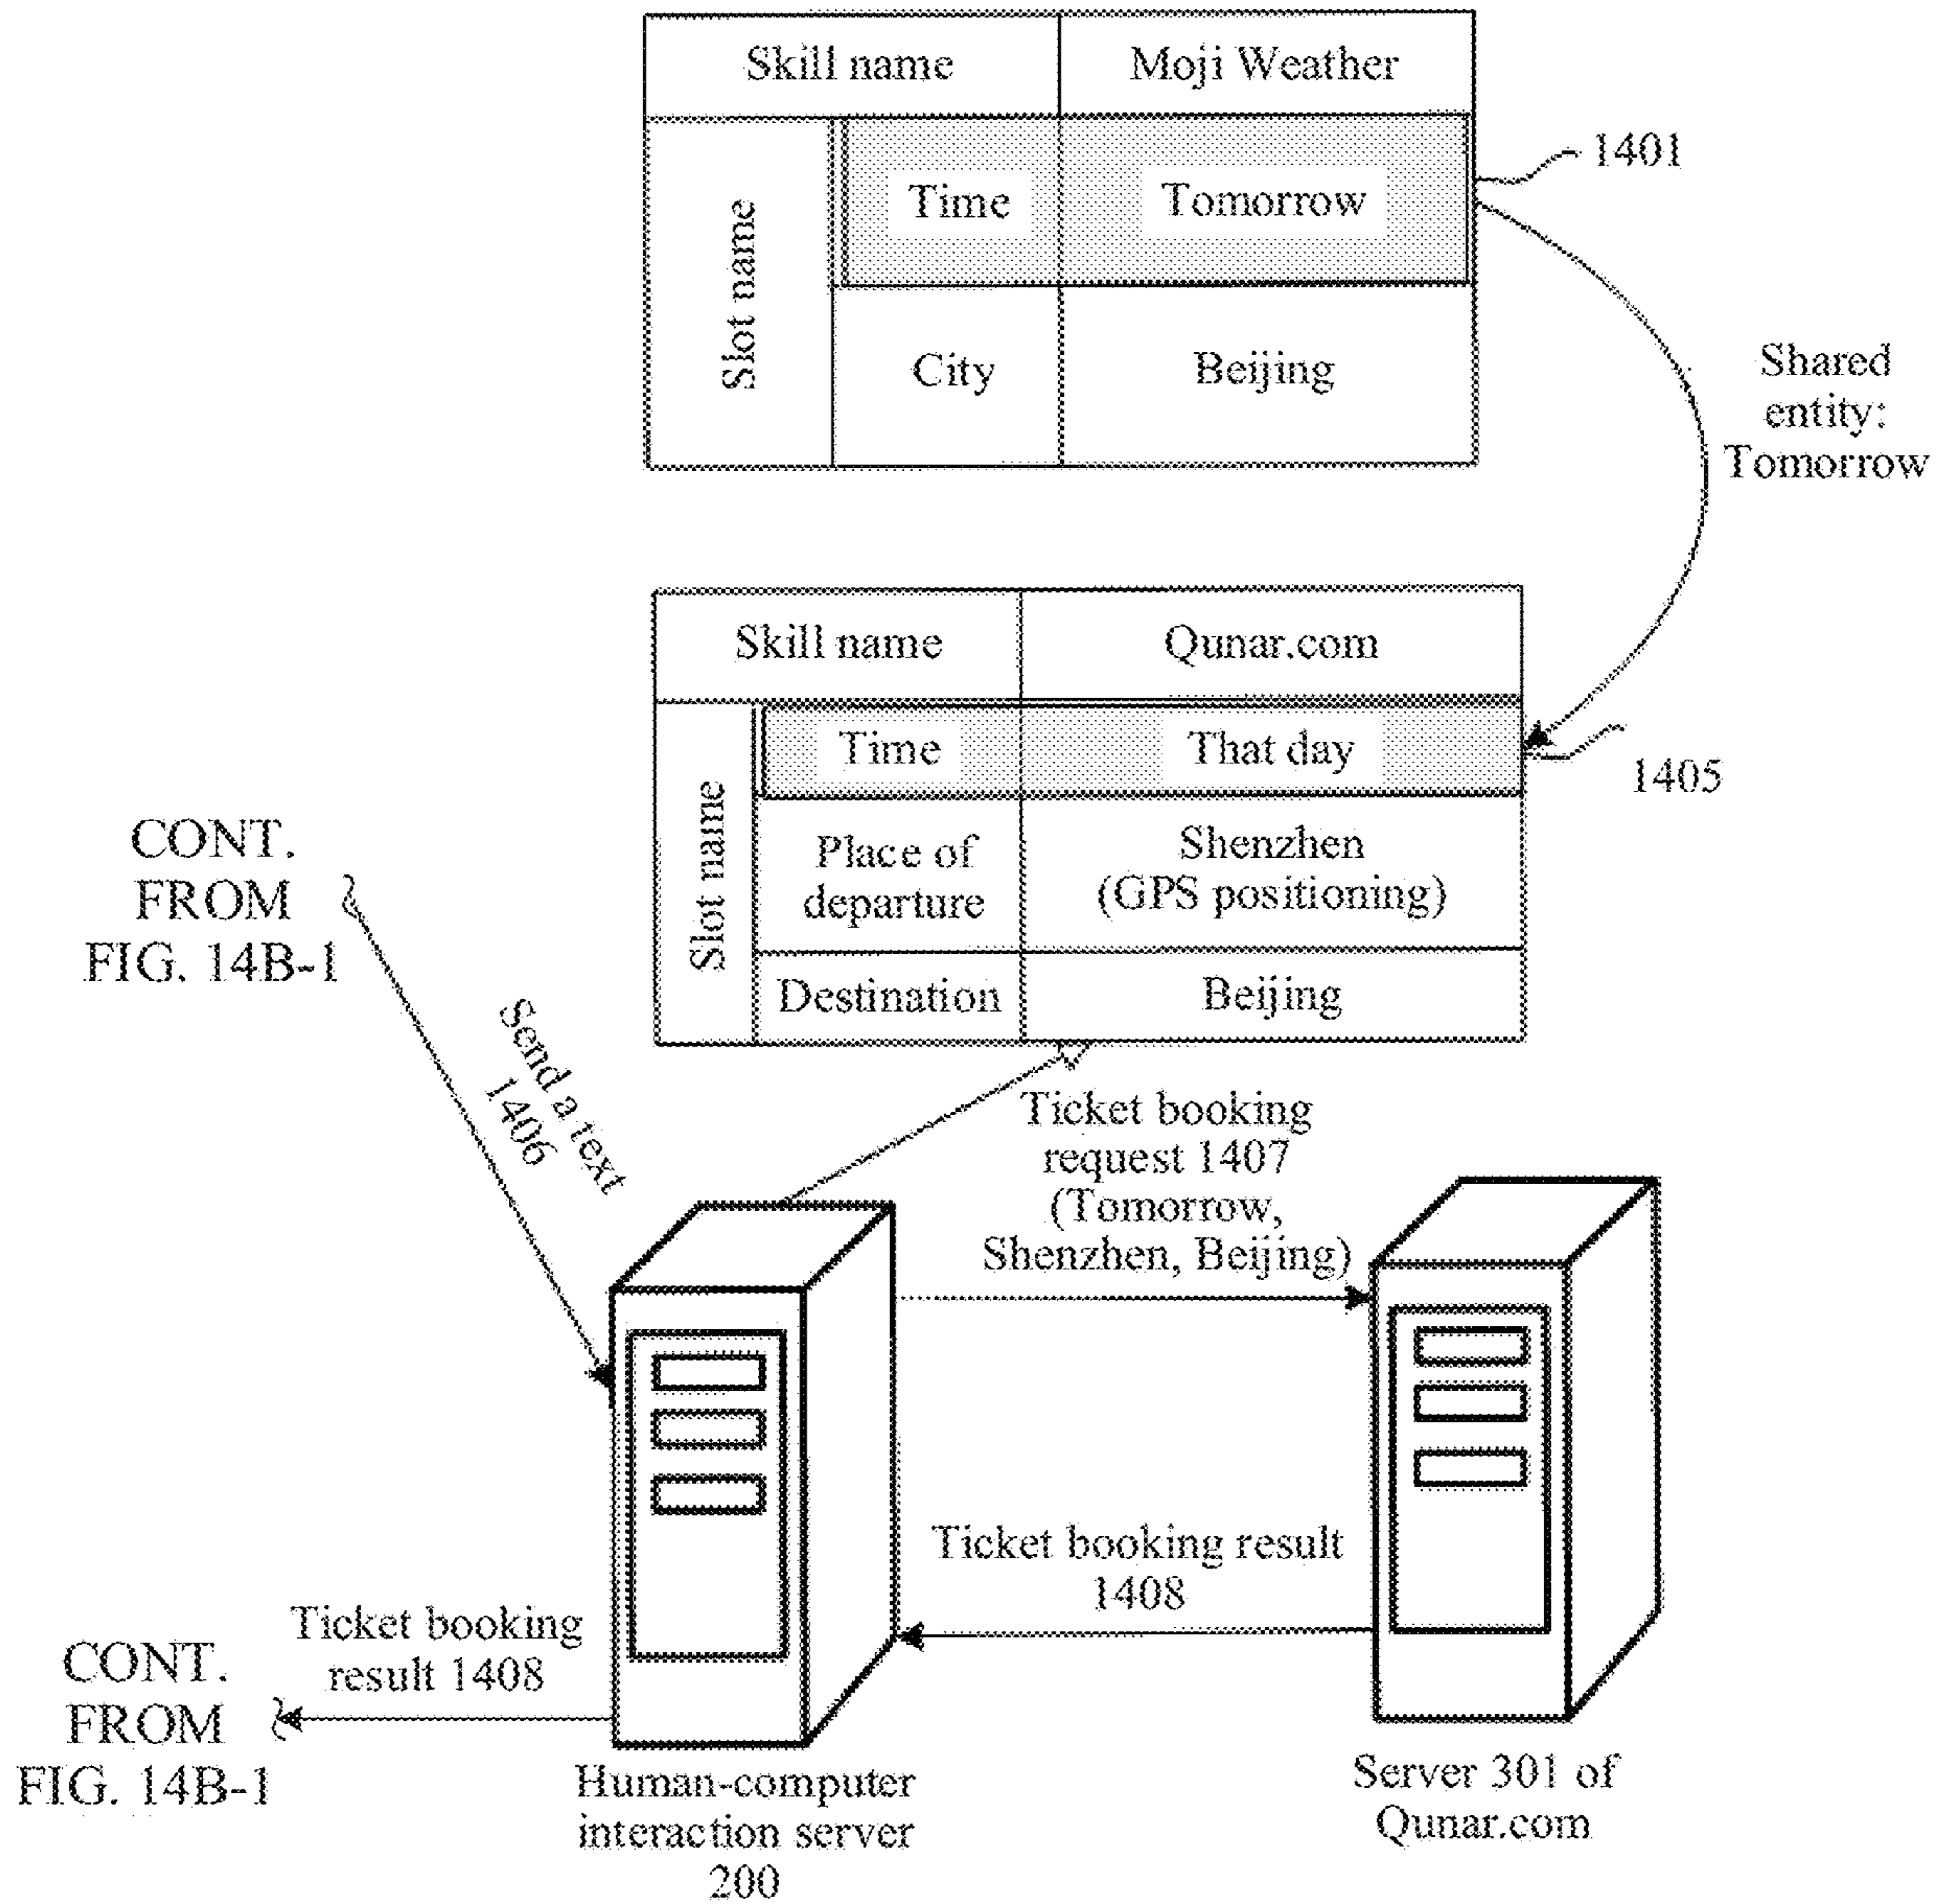 Skill name
Moji Weather
Slot name
Time
Tomorrow
1401
City
Beijing
Shared
entity:
Tomorrow
Skill name
Qunar.com
Slot name
Time
That day
1405
Place of
departure
Shenzhen
(GPS positioning)
Destination
Beijing
CONT.
FROM
FIG. 14B-1
Send a text
1406
Ticket booking
request 1407
(Tomorrow,
Shenzhen, Beijing)
Ticket booking result
1408
Ticket booking
result 1408
CONT.
FROM
FIG. 14B-1
Human-computer
interaction server
200
Server 301 of
Qunar.com